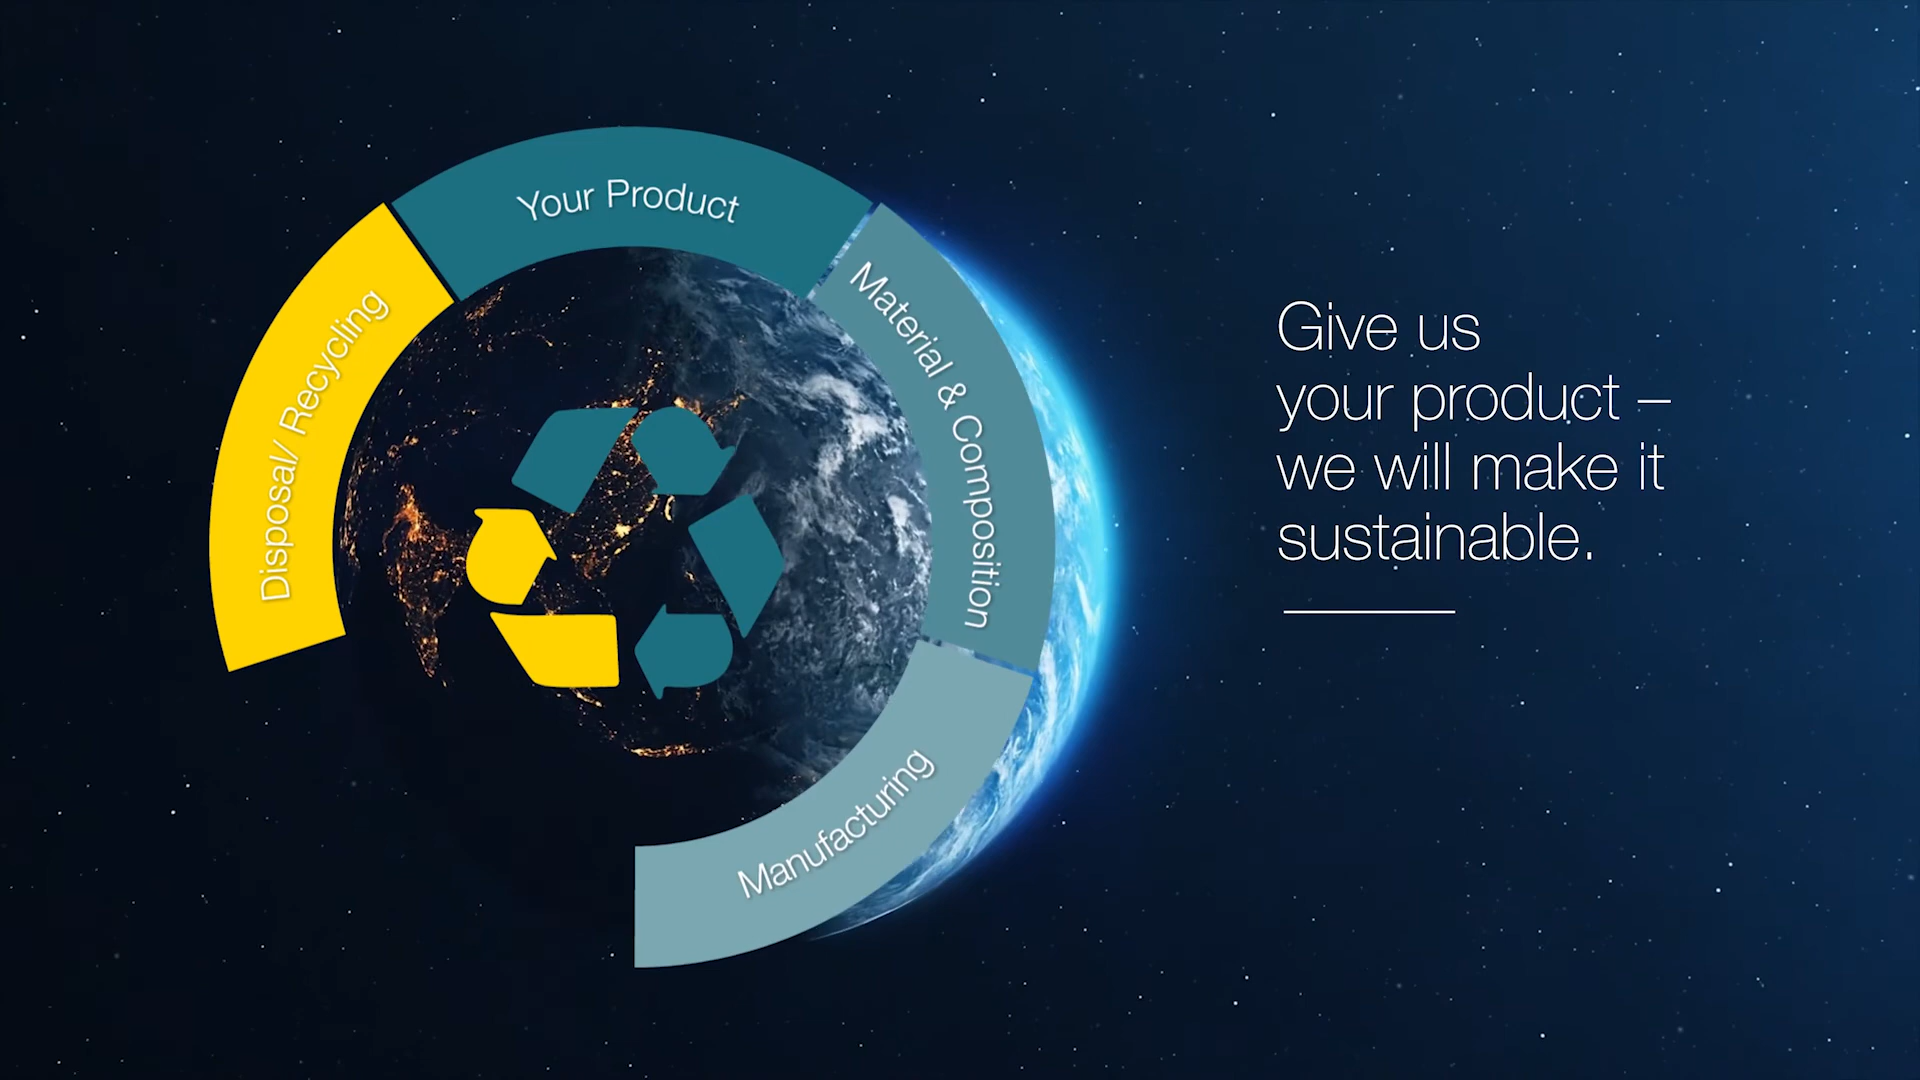 Your Product
Material & Composition
Manufacturing
Disposal/ Recycling
Give us
your product –
we will make it
sustainable.